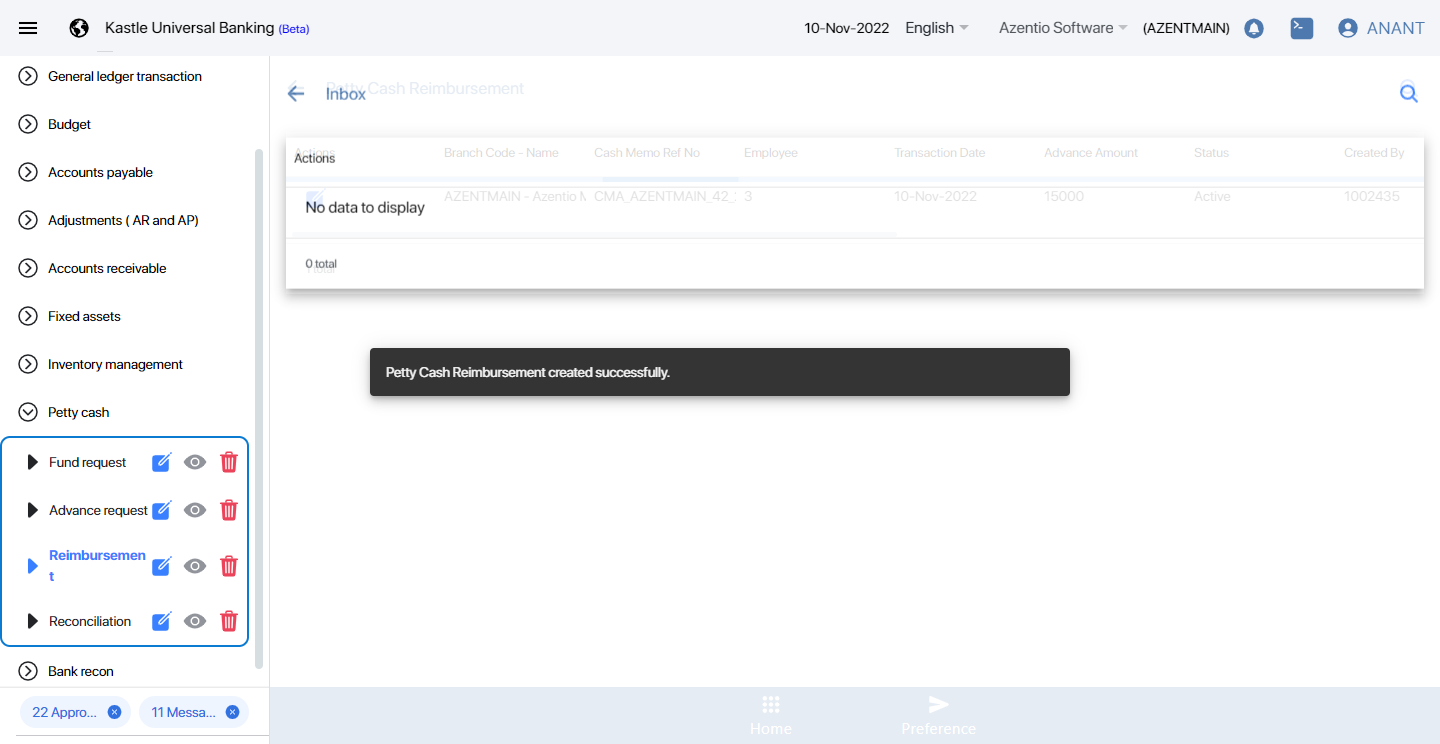 Kastle Universal Banking (Beta)
10-Nov-2022
English
Azentio Software
(AZENTMAIN)
ANANT
General ledger transaction
Budget
Accounts payable
Adjustments ( AR and AP)
Accounts receivable
Fixed assets
Inventory management
Petty cash
Fund request
Advance request
Reimbursemen
t
Reconciliation
Bank recon
22 Appro...
11 Messa...
Petty Cash Reimbursement
Inbox
Actions Branch Code - Name Cash Memo Ref No Employee Transaction Date Advance Amount Status Created By
Actions
AZENTMAIN - Azentio M CMA_AZENTMAIN_42_ 3 10-Nov-2022 15000 Active 1002435
No data to display
0 total
Petty Cash Reimbursement created successfully.
Home
Preference